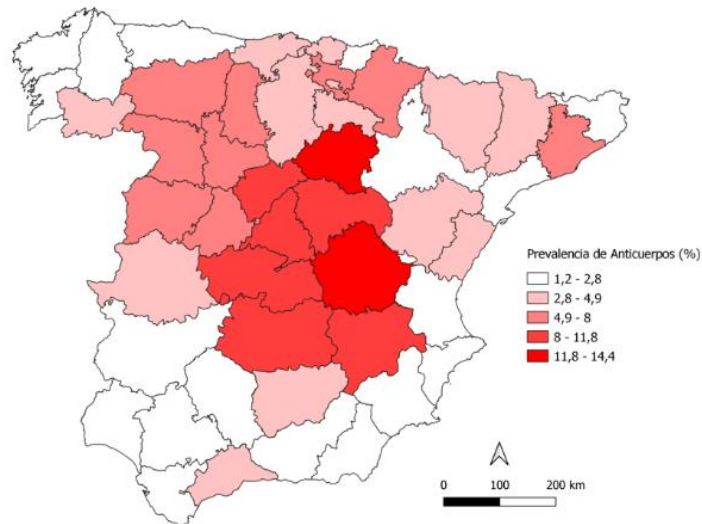 Prevalencia de Anticuerpos (%)
1,2 - 2,8
2,8 - 4,9
4,9 - 8
8 - 11,8
11,8 - 14,4
0 100 200 km